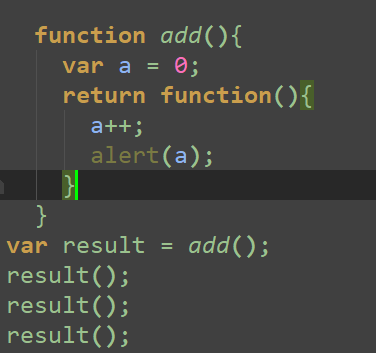 function add(){
var a = 0;
return function(){
a++;
alert(a);
}
}
var result = add();
result();
result();
result();